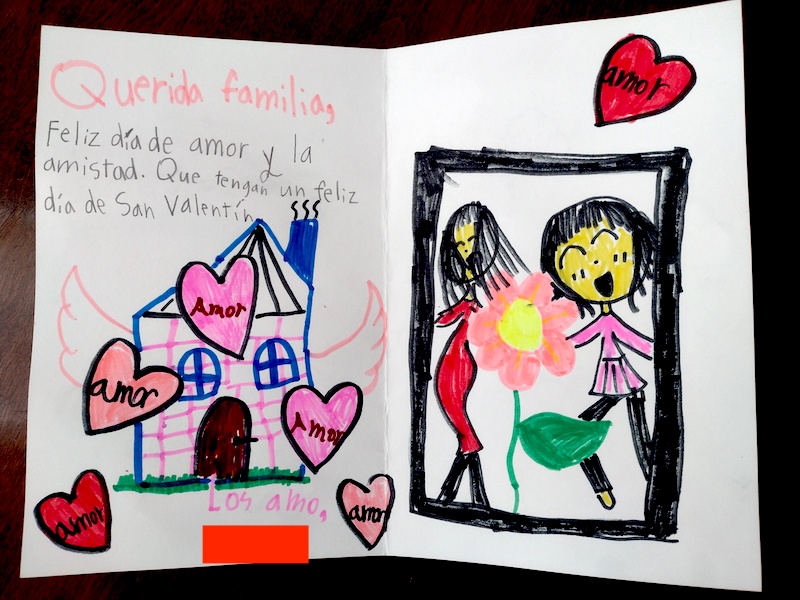 Querida familia,
Feliz día de amor y la
amistad. Que tengan un feliz
día de San Valentín
Amor
amor
Amor
Los amo,
amor
amor
amor